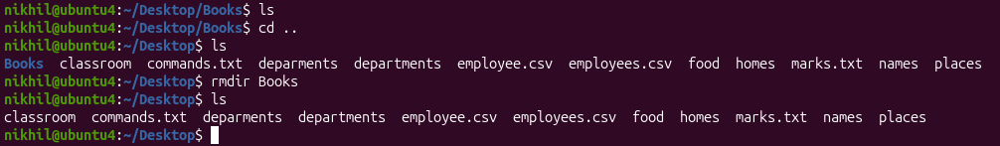 nikhil@ubuntu4:~/Desktop/Books$ ls
nikhil@ubuntu4:~/Desktop/Books$ cd ..
nikhil@ubuntu4:~/Desktop$ ls
Books  classroom  commands.txt  deparments  departments  employee.csv  employees.csv  food  homes  marks.txt  names  places
nikhil@ubuntu4:~/Desktop$ rmdir Books
nikhil@ubuntu4:~/Desktop$ ls
classroom  commands.txt  deparments  departments  employee.csv  employees.csv  food  homes  marks.txt  names  places
nikhil@ubuntu4:~/Desktop$